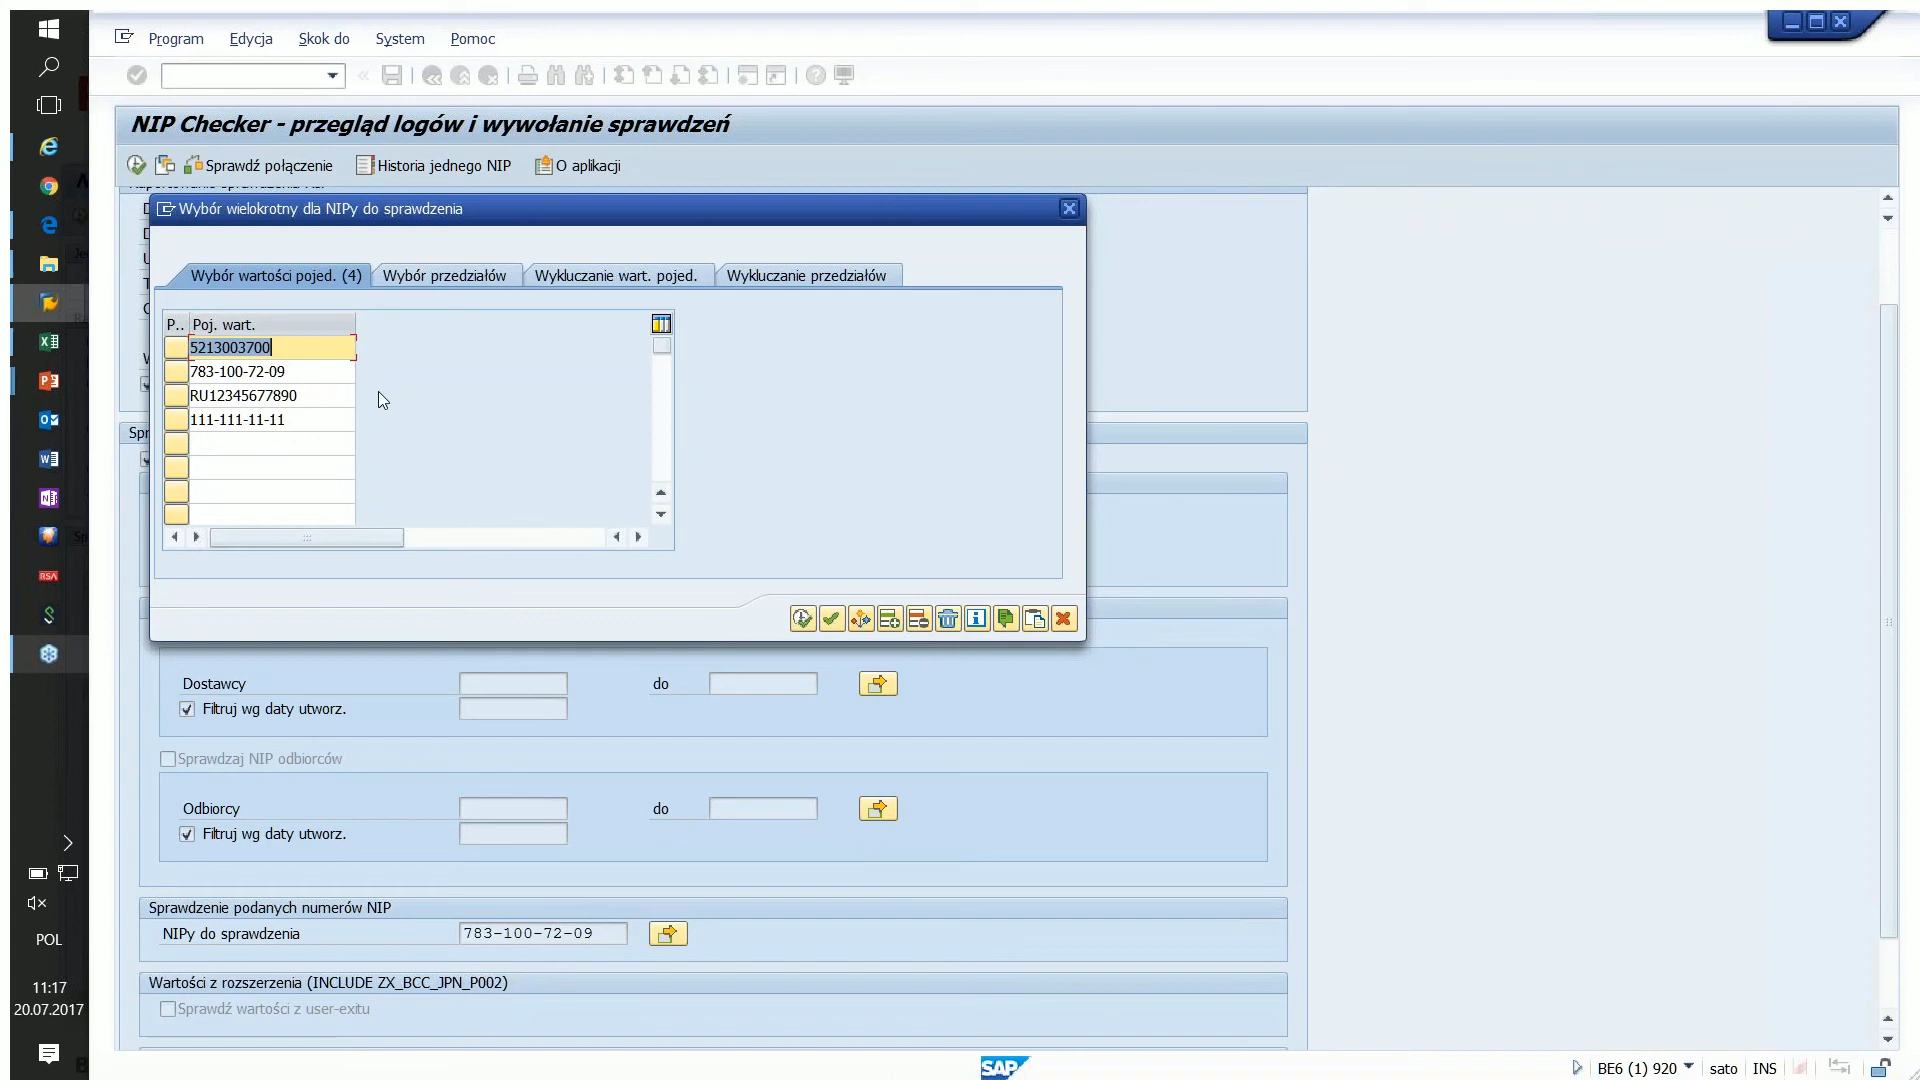 Program Edycja Skok do System Pomoc
NIP Checker - przegląd logów i wywołanie sprawdzeń
Sprawdź połączenie Historia jednego NIP O aplikacji
Wybór wielokrotny dla NIPy do sprawdzenia
Wybór wartości pojed. (4) Wybór przedziałów Wykluczanie wart. pojed. Wykluczanie przedziałów
P.. Poj. wart.
5213003700
783-100-72-09
RU12345677890
111-111-11-11
Spr
Dostawcy do
Filtruj wg daty utworz.
Sprawdzaj NIP odbiorców
Odbiorcy do
Filtruj wg daty utworz.
Sprawdzenie podanych numerów NIP
NIPy do sprawdzenia 783-100-72-09
Wartości z rozszerzenia (INCLUDE ZX_BCC_JPN_P002)
Sprawdź wartości z user-exitu
RSA
POL
11:17
20.07.2017
SAP BE6 (1) 920 sato INS